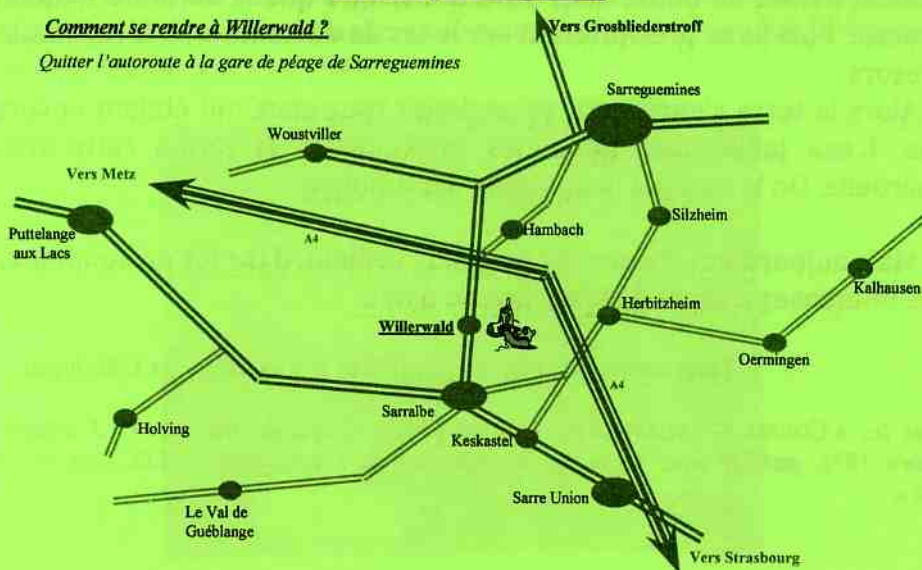 Comment se rendre à Willerwald ?
Quitter l'autoroute à la gare de péage de Sarreguemines
Vers Grosbliederstroff
Sarreguemines
Woustviller
Vers Metz
Silzheim
Puttelange
aux Lacs
A4
Hambach
Kalhausen
Willerwald
Herbitzheim
Oermingen
A4
Sarralbe
Holving
Keskastel
Le Val de
Guéblange
Sarre Union
Vers Strasbourg